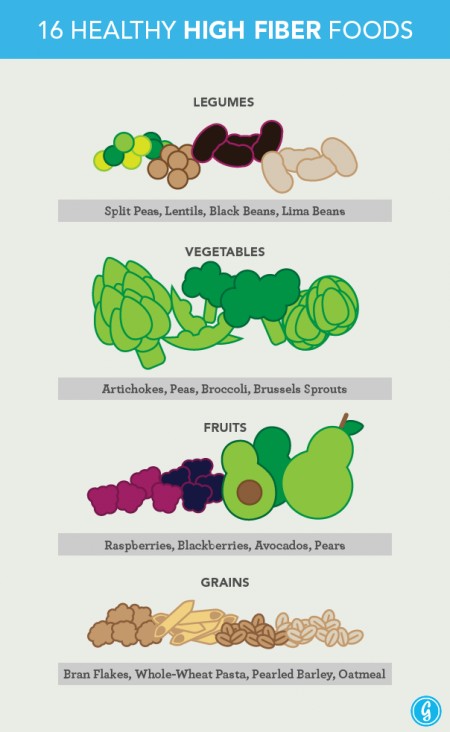 16 HEALTHY HIGH FIBER FOODS
LEGUMES
Split Peas, Lentils, Black Beans, Lima Beans
VEGETABLES
Artichokes, Peas, Broccoli, Brussels Sprouts
FRUITS
Raspberries, Blackberries, Avocados, Pears
GRAINS
Bran Flakes, Whole-Wheat Pasta, Pearled Barley, Oatmeal
G